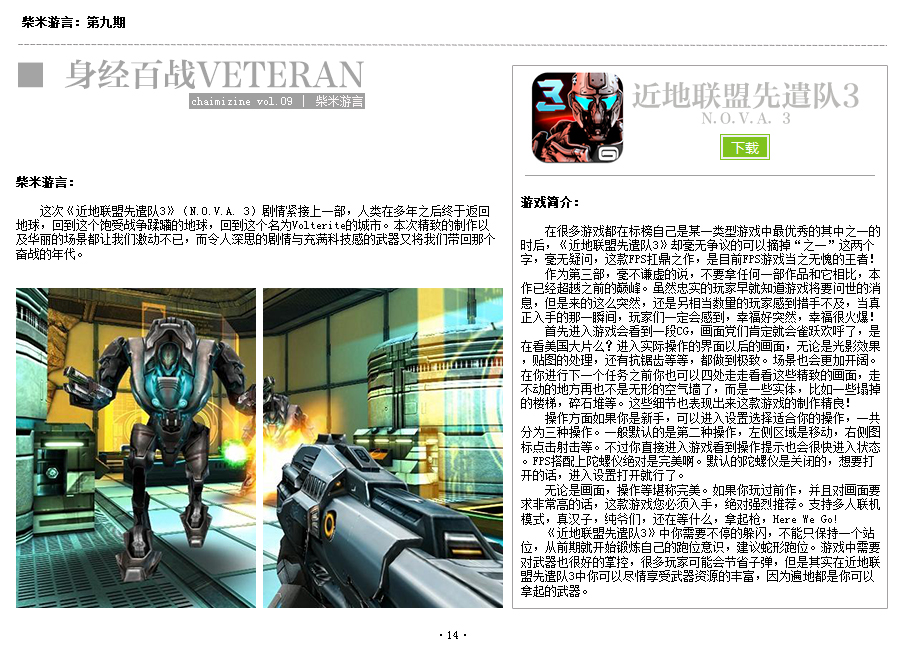 柴米游言：第九期
身经百战VETERAN
chaimizine vol.09 | 柴米游言
柴米游言：
这次《近地联盟先遣队3》（N.O.V.A. 3）剧情紧接上一部，人类在多年之后终于返回
地球，回到这个饱受战争蹂躏的地球，回到这个名为Volterite的城市。本次精致的制作以
及华丽的场景都让我们激动不已，而令人深思的剧情与充满科技感的武器又将我们带回那个
奋战的年代。
3
近地联盟先遣队3
N.O.V.A. 3
下载
游戏简介：
在很多游戏都在标榜自己是某一类型游戏中最优秀的其中之一的
时后，《近地联盟先遣队3》却毫无争议的可以摘掉“之一”这两个
字，毫无疑问，这款FPS扛鼎之作，是目前FPS游戏当之无愧的王者！
作为第三部，毫不谦虚的说，不要拿任何一部作品和它相比，本
作已经超越之前的巅峰。虽然忠实的玩家早就知道游戏将要问世的消
息，但是来的这么突然，还是另相当数量的玩家感到措手不及，当真
正入手的那一瞬间，玩家们一定会感到，幸福好突然，幸福很火爆！
首先进入游戏会看到一段CG，画面党们肯定就会雀跃欢呼了，是
在看美国大片么？进入实际操作的界面以后的画面，无论是光影效果
，贴图的处理，还有抗锯齿等等，都做到极致。场景也会更加开阔。
在你进行下一个任务之前你也可以四处走走看看这些精致的画面，走
不动的地方再也不是无形的空气墙了，而是一些实体，比如一些塌掉
的楼梯，碎石堆等。这些细节也表现出来这款游戏的制作精良！
操作方面如果你是新手，可以进入设置选择适合你的操作，一共
分为三种操作。一般默认的是第二种操作，左侧区域是移动，右侧图
标点击射击等。不过你直接进入游戏看到操作提示也会很快进入状态
。FPS搭配上陀螺仪绝对是完美啊。默认的陀螺仪是关闭的，想要打
开的话，进入设置打开就行了。
无论是画面，操作等堪称完美。如果你玩过前作，并且对画面要
求非常高的话，这款游戏您必须入手，绝对强烈推荐。支持多人联机
模式，真汉子，纯爷们，还在等什么，拿起枪，Here We Go!
《近地联盟先遣队3》中你需要不停的躲闪，不能只保持一个站
位，从前期就开始锻炼自己的跑位意识，建议蛇形跑位。游戏中需要
对武器也很好的掌控，很多玩家可能会节省子弹，但是其实在近地联
盟先遣队3中你可以尽情享受武器资源的丰富，因为遍地都是你可以
拿起的武器。
·14·